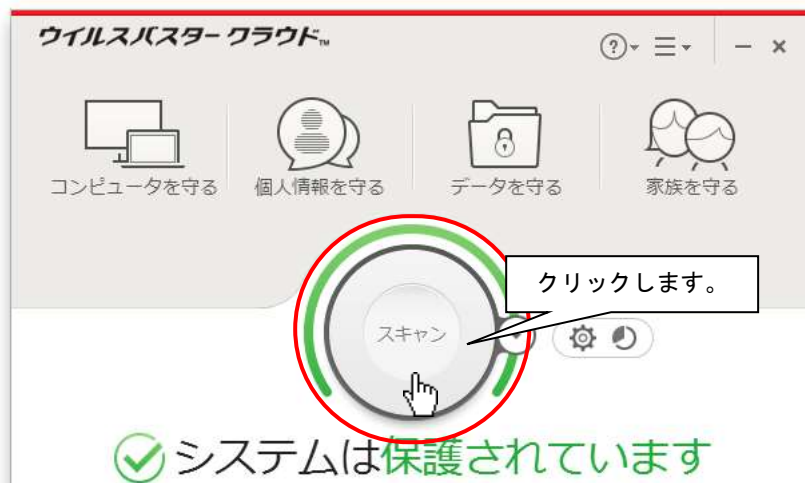 ウイルスバスター クラウド™
コンピュータを守る
個人情報を守る
データを守る
家族を守る
クリックします。
スキャン
システムは保護されています